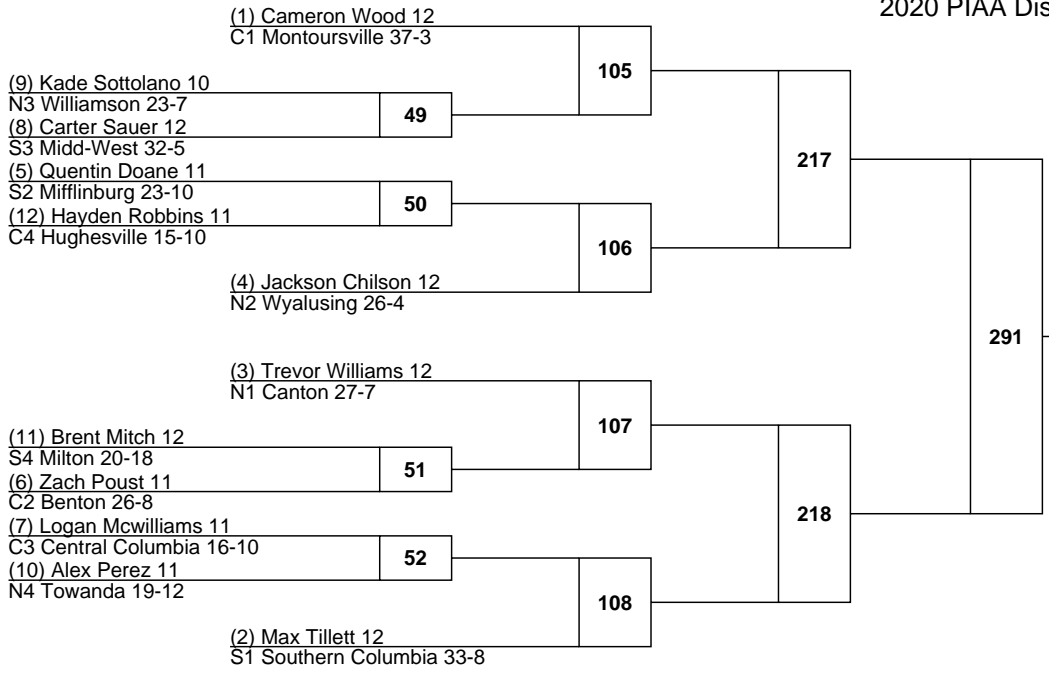 2020 PIAA Dis
(1) Cameron Wood 12
C1 Montoursville 37-3
105
(9) Kade Sottolano 10
N3 Williamson 23-7
49
(8) Carter Sauer 12
S3 Midd-West 32-5
217
(5) Quentin Doane 11
S2 Mifflinburg 23-10
50
(12) Hayden Robbins 11
C4 Hughesville 15-10
106
(4) Jackson Chilson 12
N2 Wyalusing 26-4
291
(3) Trevor Williams 12
N1 Canton 27-7
107
(11) Brent Mitch 12
S4 Milton 20-18
51
(6) Zach Poust 11
C2 Benton 26-8
218
(7) Logan Mcwilliams 11
C3 Central Columbia 16-10
52
(10) Alex Perez 11
N4 Towanda 19-12
108
(2) Max Tillett 12
S1 Southern Columbia 33-8